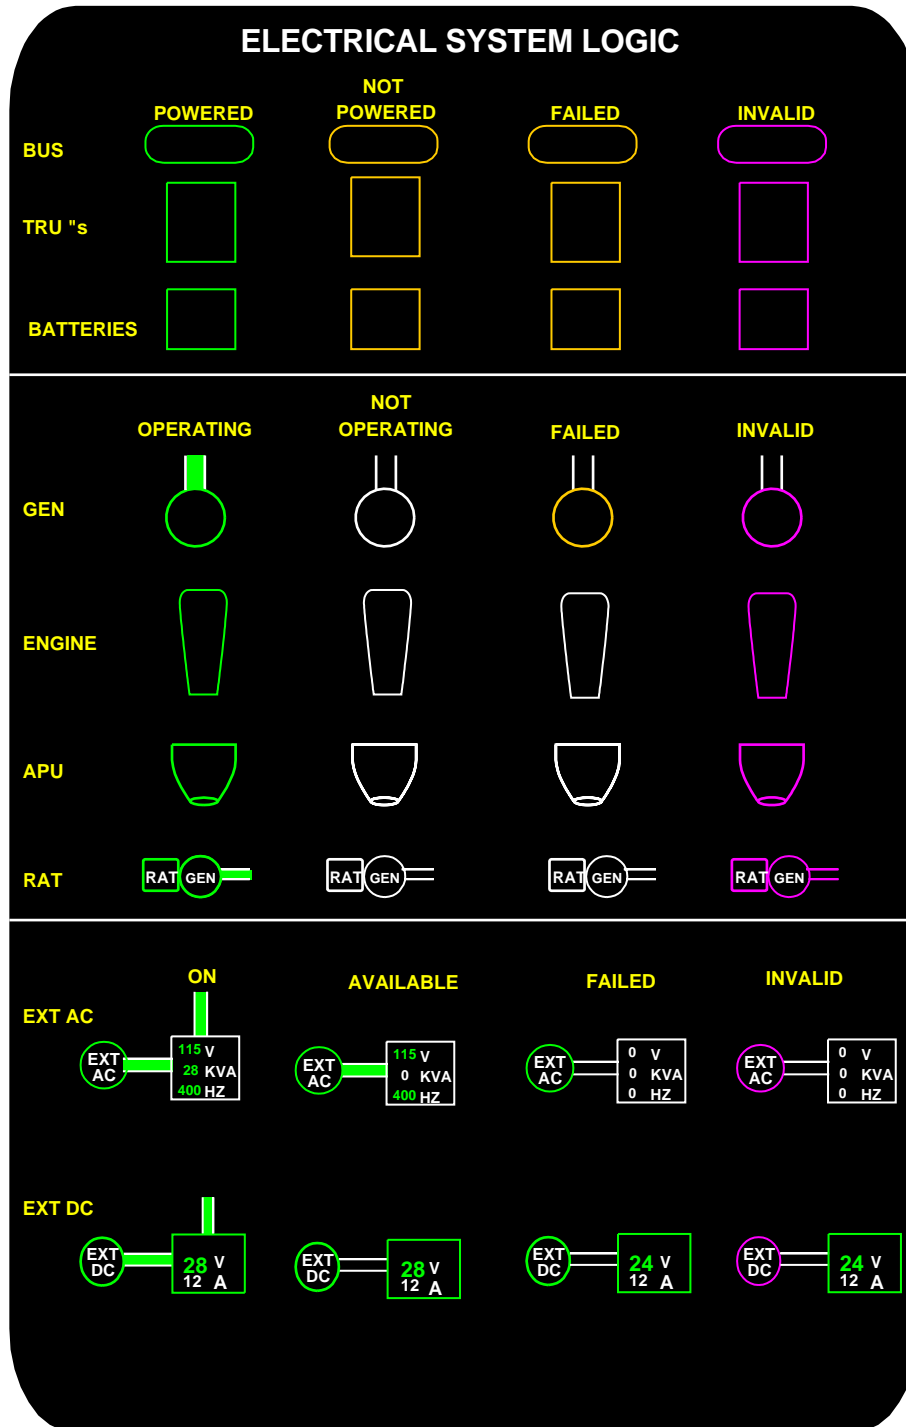 ELECTRICAL SYSTEM LOGIC
NOT
POWERED POWERED FAILED INVALID
BUS
TRU "s
BATTERIES
NOT
OPERATING OPERATING FAILED INVALID
GEN
ENGINE
APU
RAT RAT GEN RAT GEN RAT GEN RAT GEN
ON AVAILABLE FAILED INVALID
EXT AC
EXT AC 115 V 28 KVA 400 HZ
EXT AC 115 V 0 KVA 400 HZ
EXT AC 0 V 0 KVA 0 HZ
EXT AC 0 V 0 KVA 0 HZ
EXT DC
EXT DC 28 V 12 A
EXT DC 28 V 12 A
EXT DC 24 V 12 A
EXT DC 24 V 12 A